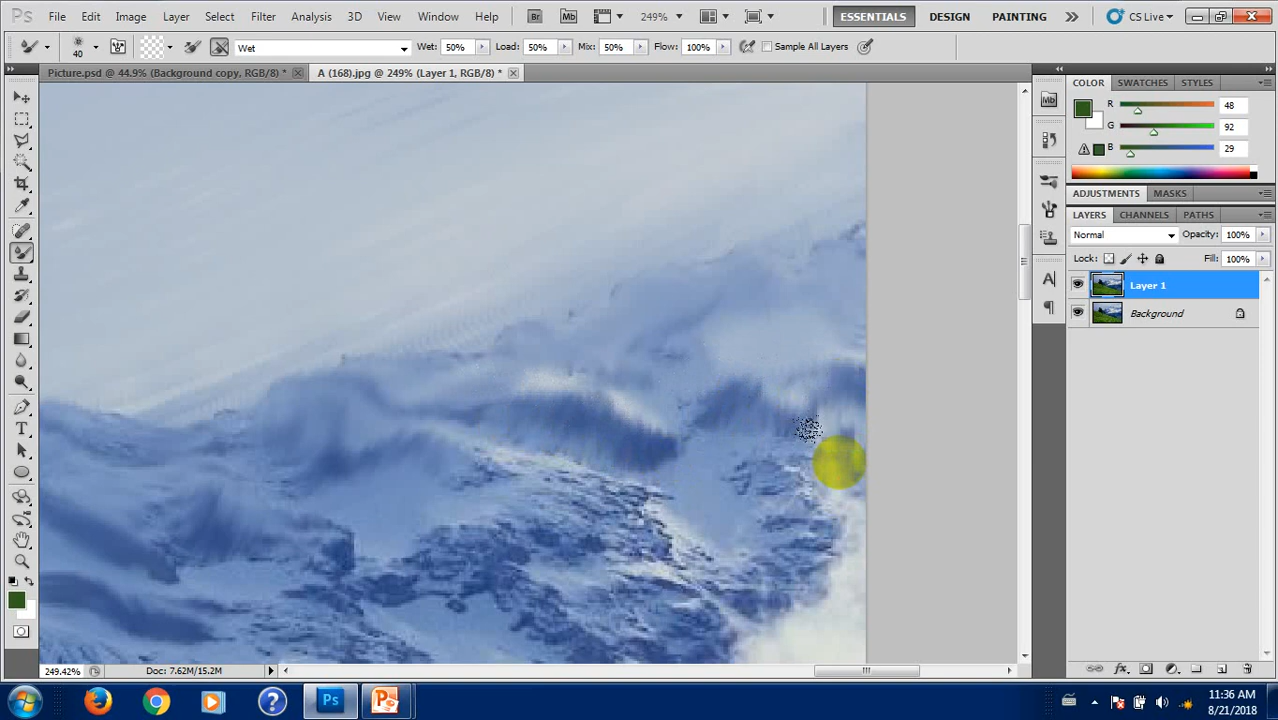 Ps File Edit Image Layer Select Filter Analysis 3D View Window Help Br Mb 249% ESSENTIALS DESIGN PAINTING CS Live
40 Wet Wet: 50% Load: 50% Mix: 50% Flow: 100% Sample All Layers
Picture.psd @ 44.9% (Background copy, RGB/8) * A (168).jpg @ 249% (Layer 1, RGB/8) *
COLOR SWATCHES STYLES
Mb
R 48
G 92
B 29
ADJUSTMENTS MASKS
LAYERS CHANNELS PATHS
Normal Opacity: 100%
Lock: Fill: 100%
Layer 1
Background
A
T
249.42% Doc: 7.62M/15.2M
Ps
11:36 AM
8/21/2018